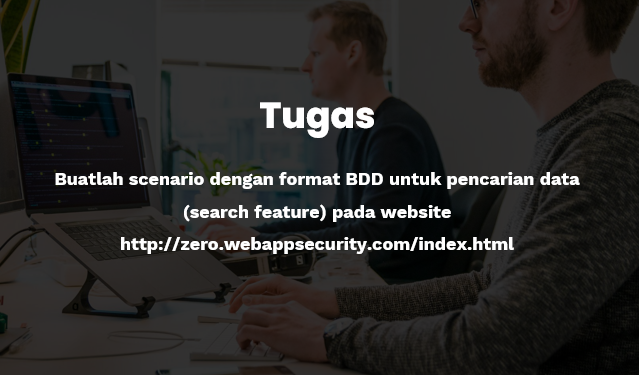 Tugas
Buatlah scenario dengan format BDD untuk pencarian data
(search feature) pada website
http://zero.webappsecurity.com/index.html